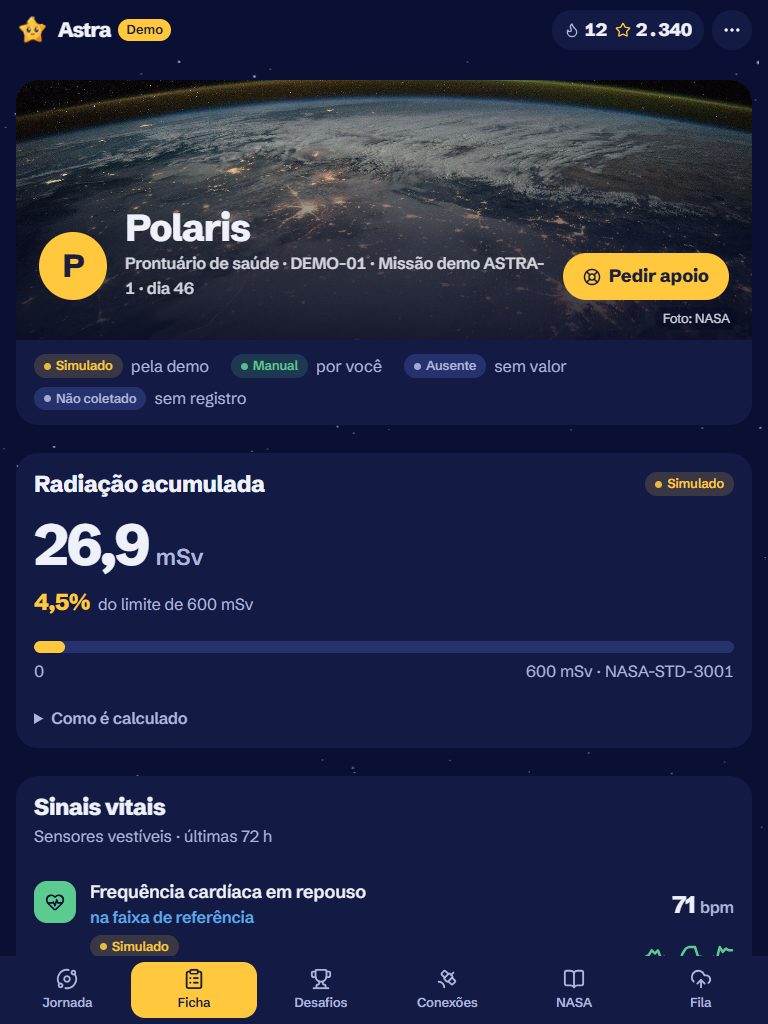 Astra Demo 12 2.340
Polaris
P
Prontuário de saúde · DEMO-01 · Missão demo ASTRA-
1 · dia 46
Pedir apoio
Foto: NASA
Simulado pela demo Manual por você Ausente sem valor
Não coletado sem registro
Radiação acumulada Simulado
26,9 mSv
4,5% do limite de 600 mSv
0 600 mSv · NASA-STD-3001
Como é calculado
Sinais vitais
Sensores vestíveis · últimas 72 h
Frequência cardíaca em repouso
71 bpm
na faixa de referência
Simulado
Jornada Ficha Desafios Conexões NASA Fila